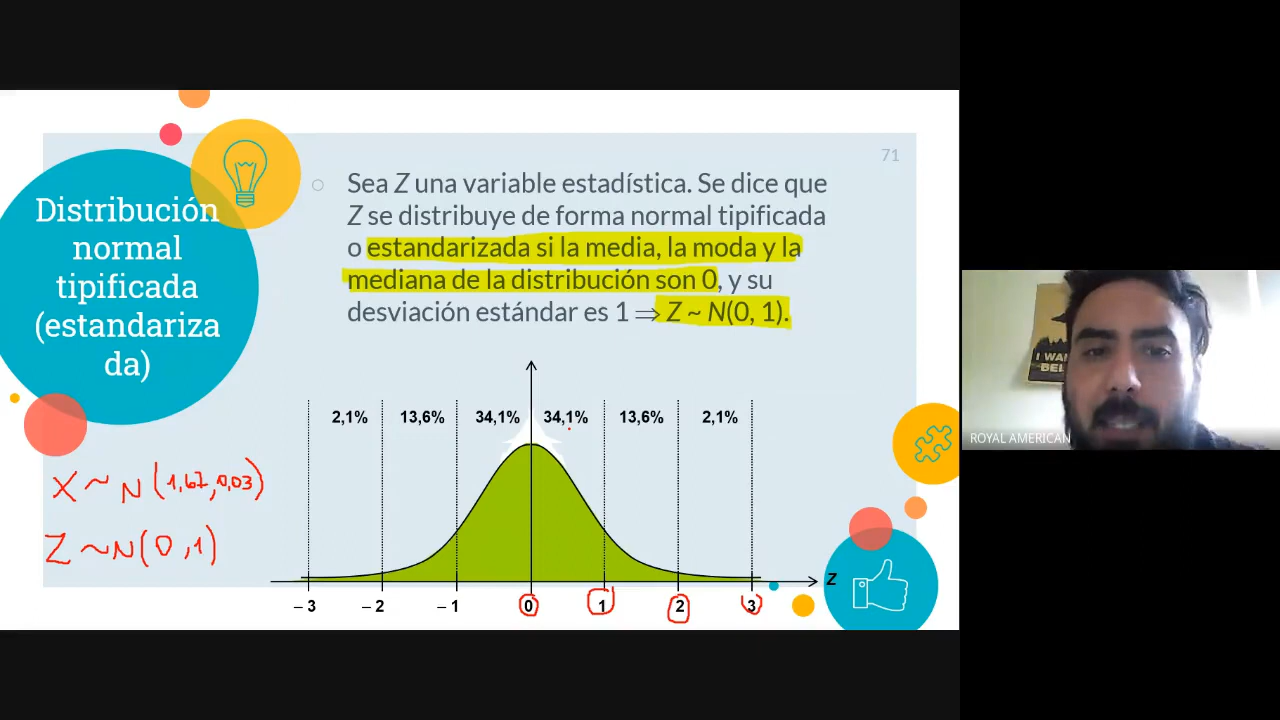 71
Distribución
normal
tipificada
(estandariza
da)
Sea Z una variable estadística. Se dice que
Z se distribuye de forma normal tipificada
o estandarizada si la media, la moda y la
mediana de la distribución son 0, y su
desviación estándar es 1 ⟹ Z ~ N(0, 1).
2,1% 13,6% 34,1% 34,1% 13,6% 2,1%
X ~ N(1,67,0,03)
Z ~ N(0,1)
Z
– 3 – 2 – 1 0 1 2 3
I WA
BEL
ROYAL AMERICAN